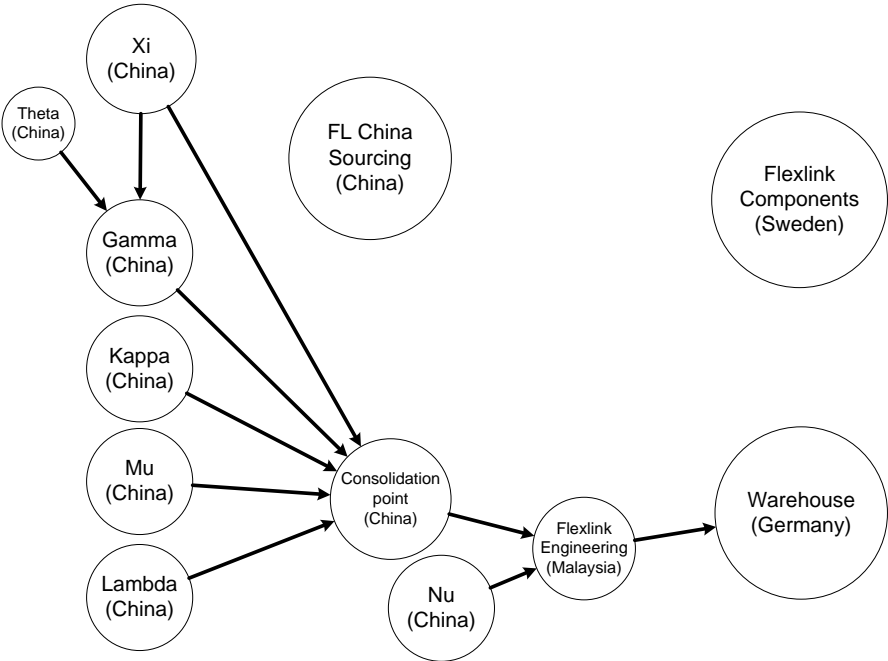 Xi
(China)
Theta
(China)
FL China
Sourcing
(China)
Flexlink
Components
(Sweden)
Gamma
(China)
Kappa
(China)
Mu
(China)
Consolidation
point
(China)
Warehouse
(Germany)
Flexlink
Engineering
(Malaysia)
Lambda
(China)
Nu
(China)